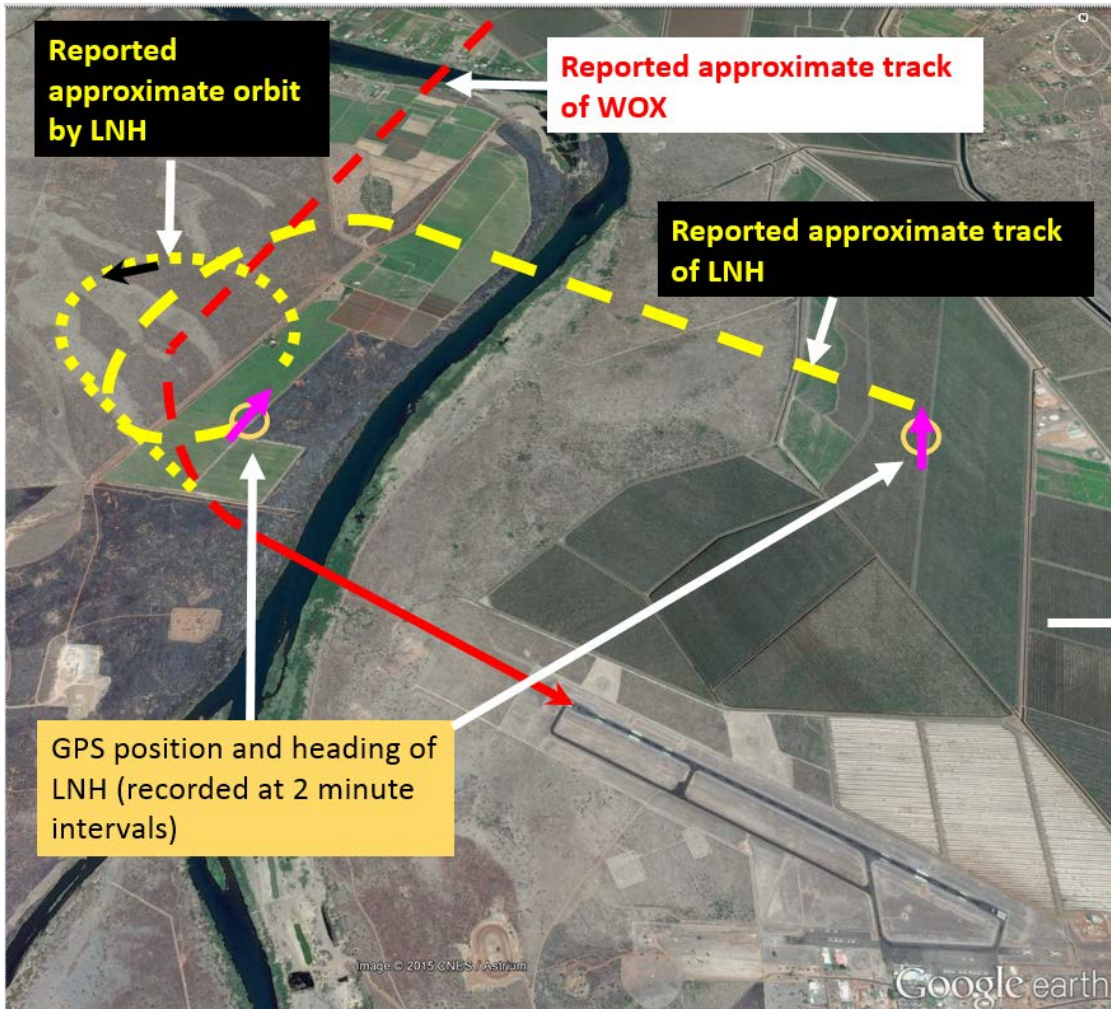 Reported
approximate orbit
by LNH
Reported approximate track
of WOX
N
Reported approximate track
of LNH
GPS position and heading of
LNH (recorded at 2 minute
intervals)
Image © 2015 CNES / Astrium
Google earth